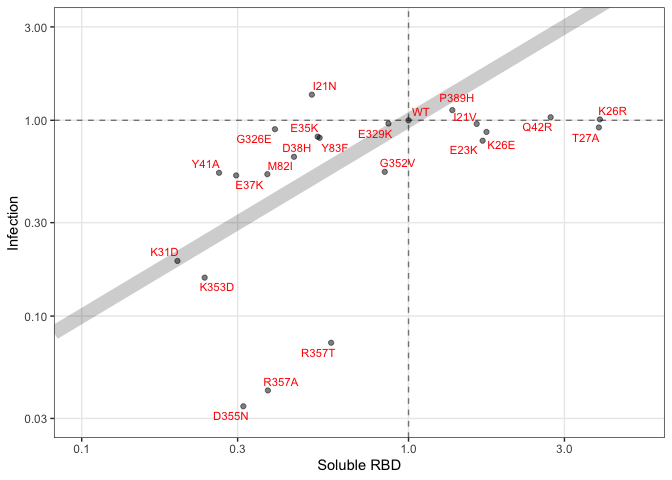 3.00
I21N
P389H
K26R
WT
1.00
I21V
E35K
E329K
Q42R
G326E
T27A
Y83F
K26E
D38H
E23K
Y41A
M82I
G352V
E37K
0.30
Infection
K31D
K353D
0.10
R357T
R357A
D355N
0.03
0.1
0.3
1.0
3.0
Soluble RBD